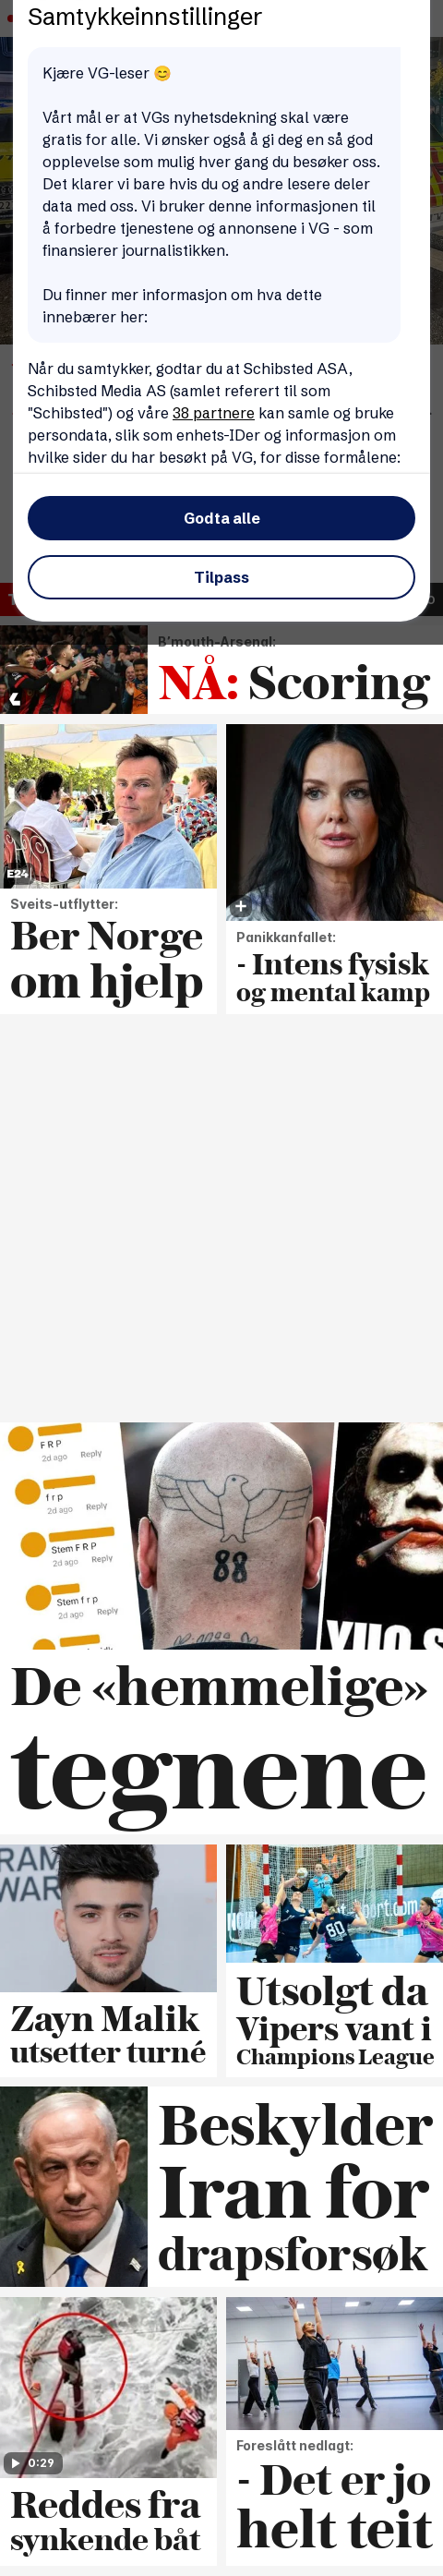 Samtykkeinnstillinger
Kjære VG-leser 😊
Vårt mål er at VGs nyhetsdekning skal være
gratis for alle. Vi ønsker også å gi deg en så god
opplevelse som mulig hver gang du besøker oss.
Det klarer vi bare hvis du og andre lesere deler
data med oss. Vi bruker denne informasjonen til
å forbedre tjenestene og annonsene i VG - som
finansierer journalistikken.
Du finner mer informasjon om hva dette
innebærer her:
Når du samtykker, godtar du at Schibsted ASA,
Schibsted Media AS (samlet referert til som
"Schibsted") og våre 38 partnere kan samle og bruke
persondata, slik som enhets-IDer og informasjon om
hvilke sider du har besøkt på VG, for disse formålene:
Godta alle
Tilpass
B'mouth-Arsenal:
NÅ: Scoring
E24
Sveits-utflytter:
Ber Norge
om hjelp
Panikkanfallet:
- Intens fysisk
og mental kamp
F R P
2d ago Reply
f r p
2d ago Reply
Stem F R P
2d ago Reply
Stem f r p
2d ago Reply
88
De «hemmelige»
tegnene
Zayn Malik
utsetter turné
80
Utsolgt da
Vipers vant i
Champions League
Beskylder
Iran for
drapsforsøk
0:29
Reddes fra
synkende båt
Foreslått nedlagt:
- Det er jo
helt teit